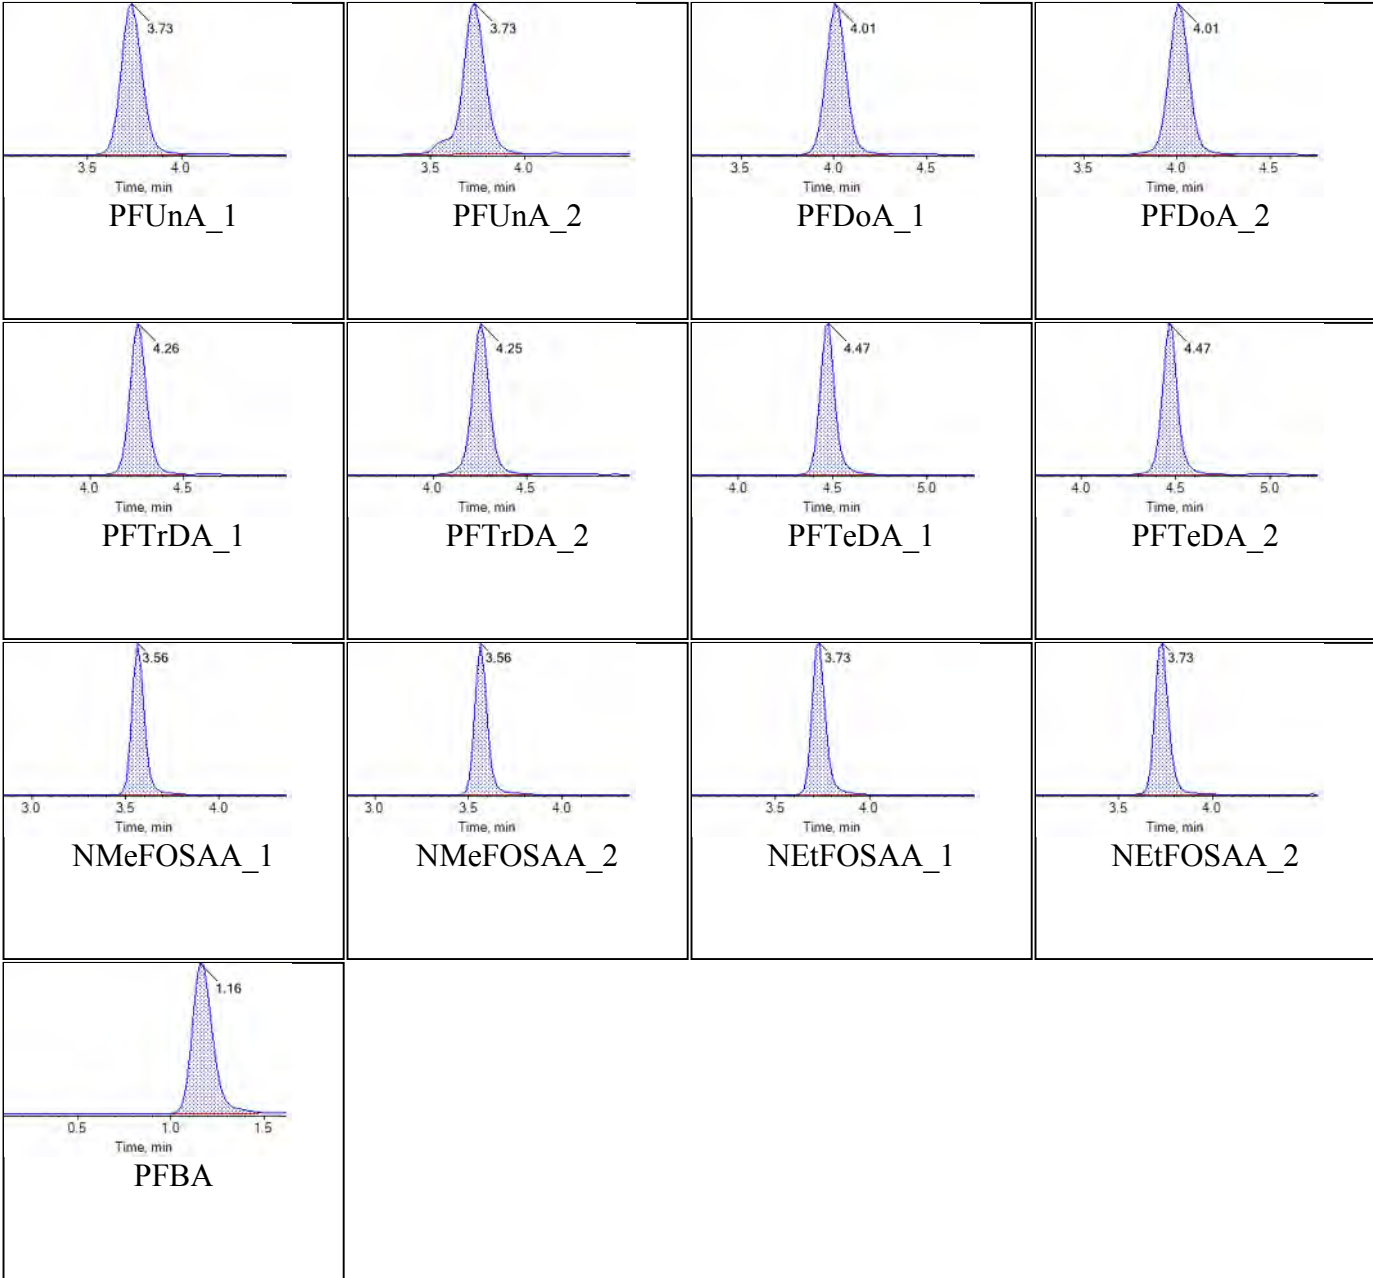 3.73
3.5 4.0
Time, min
PFUnA_1
3.73
3.5 4.0
Time, min
PFUnA_2
4.01
3.5 4.0 4.5
Time, min
PFDoA_1
4.01
3.5 4.0 4.5
Time, min
PFDoA_2
4.26
4.0 4.5
Time, min
PFTrDA_1
4.25
4.0 4.5
Time, min
PFTrDA_2
4.47
4.0 4.5 5.0
Time, min
PFTeDA_1
4.47
4.0 4.5 5.0
Time, min
PFTeDA_2
3.56
3.0 3.5 4.0
Time, min
NMeFOSAA_1
3.56
3.0 3.5 4.0
Time, min
NMeFOSAA_2
3.73
3.5 4.0
Time, min
NEtFOSAA_1
3.73
3.5 4.0
Time, min
NEtFOSAA_2
1.16
0.5 1.0 1.5
Time, min
PFBA